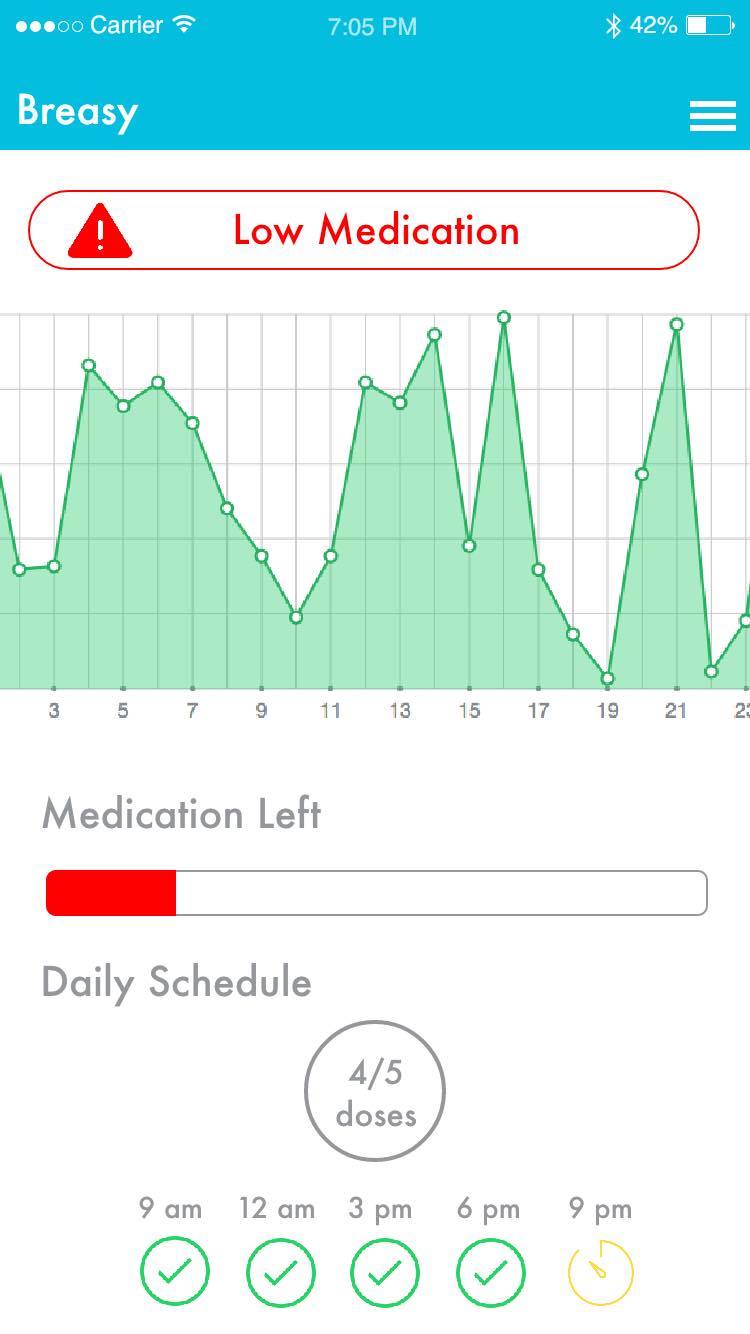 Carrier 7:05 PM 42%
Breasy
Low Medication
3 5 7 9 11 13 15 17 19 21
Medication Left
Daily Schedule
4/5
doses
9 am 12 am 3 pm 6 pm 9 pm